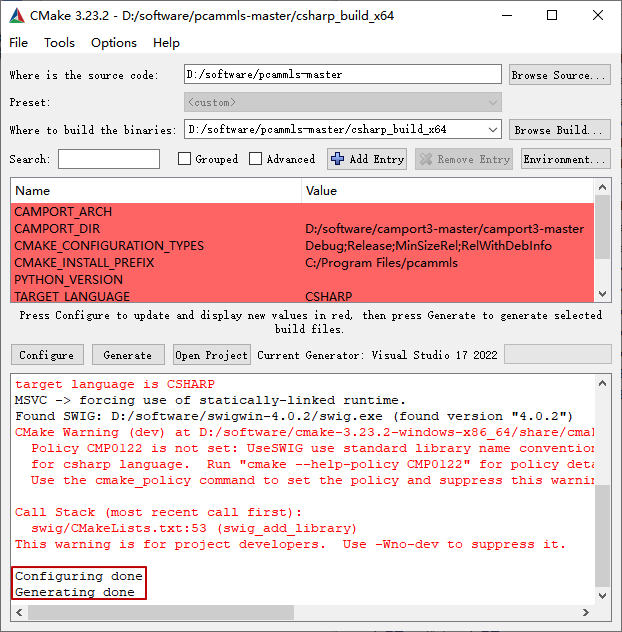 CMake 3.23.2 - D:/software/pcammls-master/csharp_build_x64
File Tools Options Help
Where is the source code: D:/software/pcammls-master Browse Source...
Preset: <custom>
Where to build the binaries: D:/software/pcammls-master/csharp_build_x64 Browse Build...
Search: Grouped Advanced Add Entry Remove Entry Environment...
Name Value
CAMPORT_ARCH
CAMPORT_DIR D:/software/camport3-master/camport3-master
CMAKE_CONFIGURATION_TYPES Debug;Release;MinSizeRel;RelWithDebInfo
CMAKE_INSTALL_PREFIX C:/Program Files/pcammls
PYTHON_VERSION
TARGET_LANGUAGE CSHARP
Press Configure to update and display new values in red, then press Generate to generate selected
build files.
Configure Generate Open Project Current Generator: Visual Studio 17 2022
target language is CSHARP
MSVC -> forcing use of statically-linked runtime.
Found SWIG: D:/software/swigwin-4.0.2/swig.exe (found version "4.0.2")
CMake Warning (dev) at D:/software/cmake-3.23.2-windows-x86_64/share/cmal
Policy CMP0122 is not set: UseSWIG use standard library name convention
for csharp language. Run "cmake --help-policy CMP0122" for policy deta
Use the cmake_policy command to set the policy and suppress this warnin
Call Stack (most recent call first):
swig/CMakeLists.txt:53 (swig_add_library)
This warning is for project developers. Use -Wno-dev to suppress it.
Configuring done
Generating done